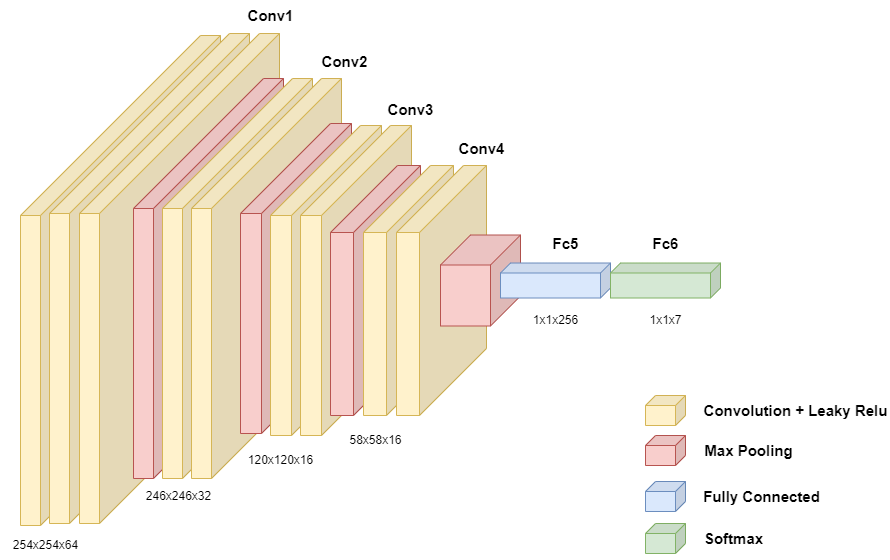 Conv1
Conv2
Conv3
Conv4
Fc5
Fc6
1x1x256
1x1x7
58x58x16
120x120x16
246x246x32
254x254x64
Convolution + Leaky Relu
Max Pooling
Fully Connected
Softmax